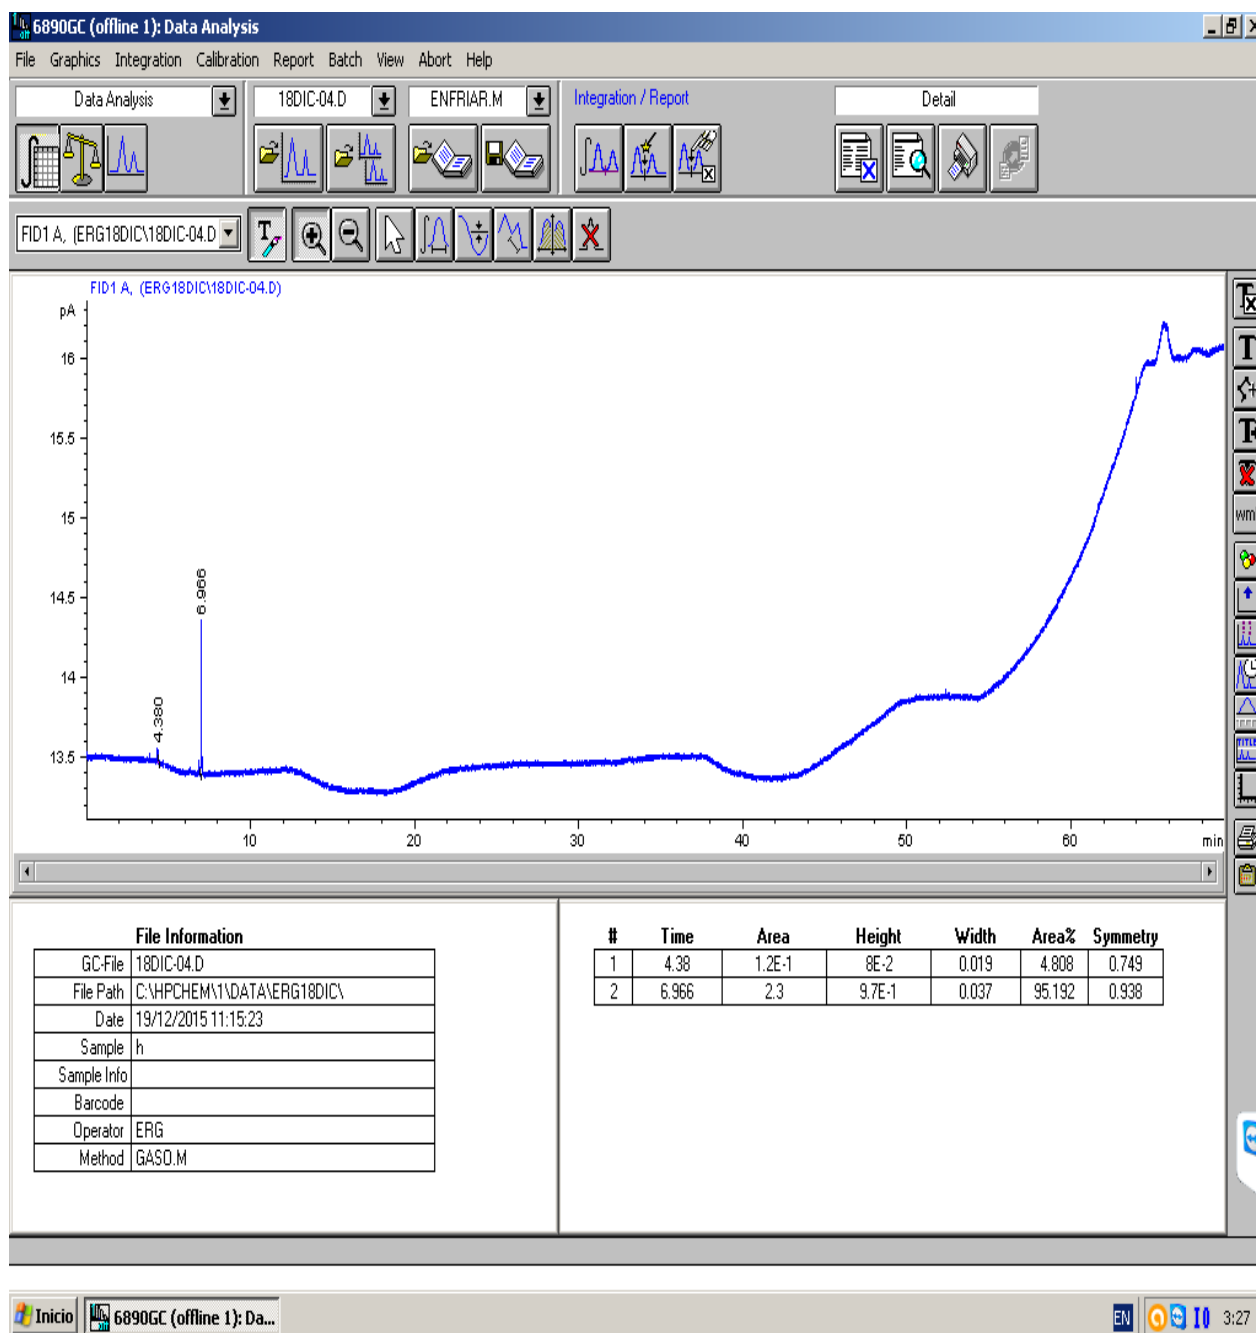 6890GC (offline 1): Data Analysis
File Graphics Integration Calibration Report Batch View Abort Help
Data Analysis 18DIC-04.D ENFRIAR.M Integration / Report Detail
FID1 A, (ERG18DIC\18DIC-04.D
FID1 A, (ERG18DIC\18DIC-04.D)
pA
16
15.5
15
14.5
14
13.5
4.380
6.966
10 20 30 40 50 60 min
File Information
GC-File 18DIC-04.D
File Path C:\HPCHEM\1\DATA\ERG18DIC\
Date 19/12/2015 11:15:23
Sample h
Sample Info
Barcode
Operator ERG
Method GASO.M
# Time Area Height Width Area% Symmetry
1 4.38 1.2E-1 8E-2 0.019 4.808 0.749
2 6.966 2.3 9.7E-1 0.037 95.192 0.938
Inicio 6890GC (offline 1): Da... EN 3:27